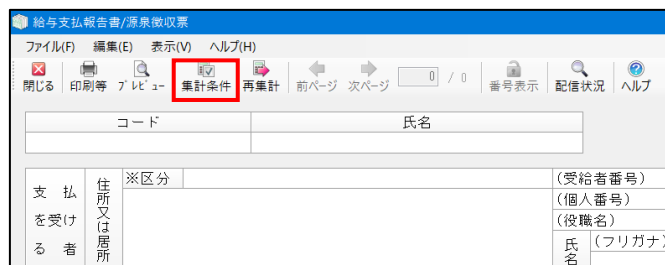 給与支払報告書/源泉徴収票
ファイル(F) 編集(E) 表示(V) ヘルプ(H)
閉じる 印刷等 プレビュー 集計条件 再集計 前ページ 次ページ 0 / 0 番号表示 配信状況 ヘルプ
コード 氏名
支払を受ける者 住所又は居所 ※区分 (受給者番号)
(個人番号)
(役職名)
氏名 (フリガナ)